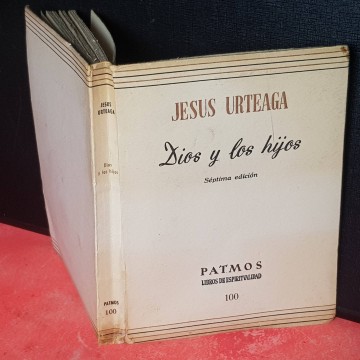 JESUS URTEAGA
Dios y los hijos
Séptima edición
PATMOS
LIBROS DE ESPIRITUALIDAD
100
JESUS
URTEAGA
Dios
y los hijos
PATMOS
100